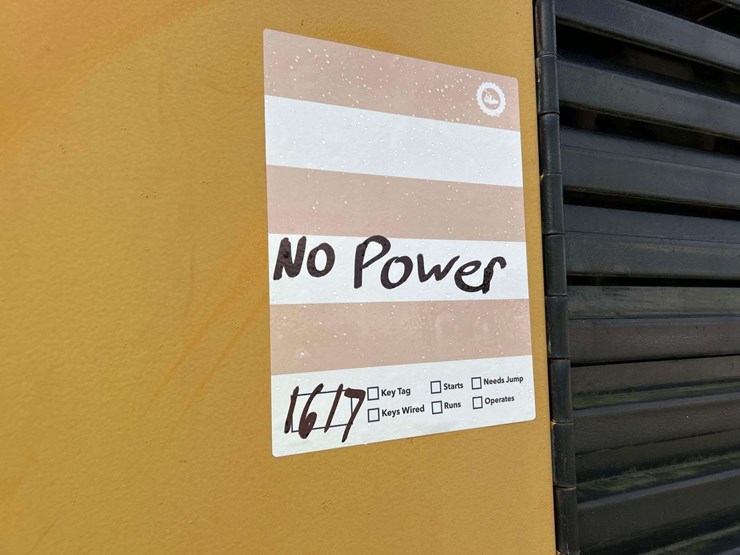 No Power
1617
Key Tag Starts Needs Jump
Keys Wired Runs Operates